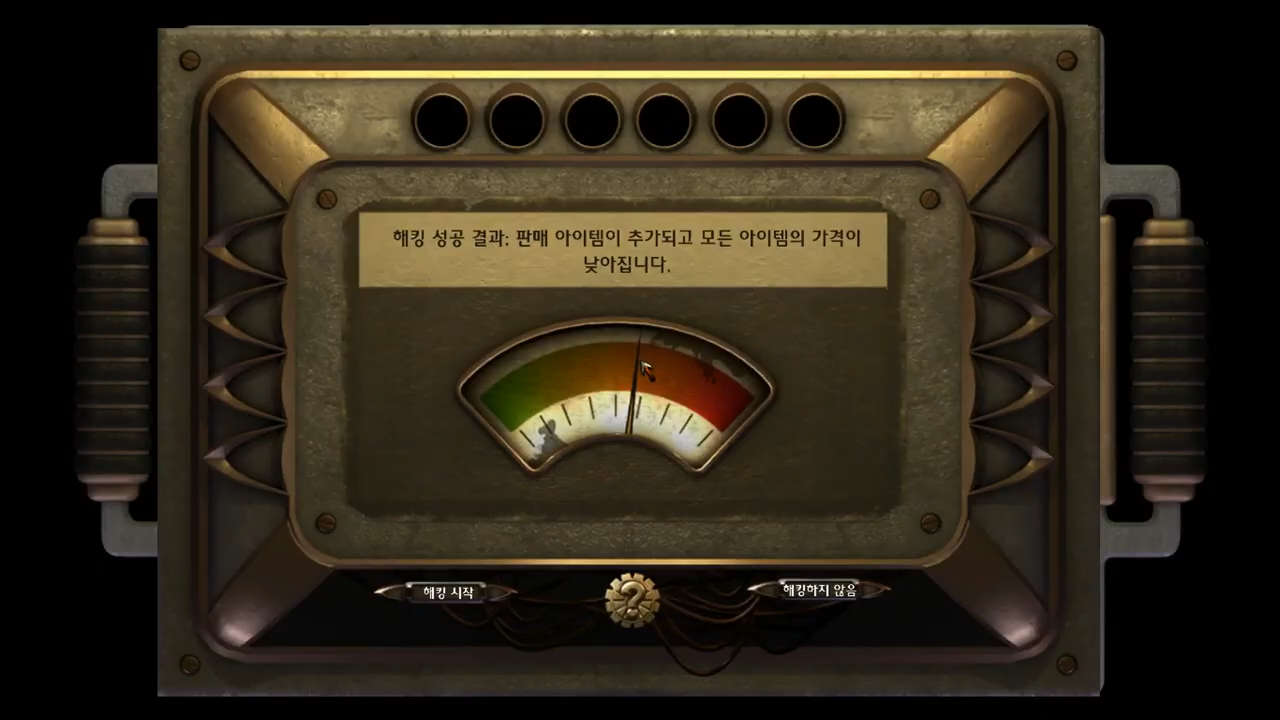 해킹 성공 결과: 판매 아이템이 추가되고 모든 아이템의 가격이
낮아집니다.
해킹 시작
?
해킹하지 않음